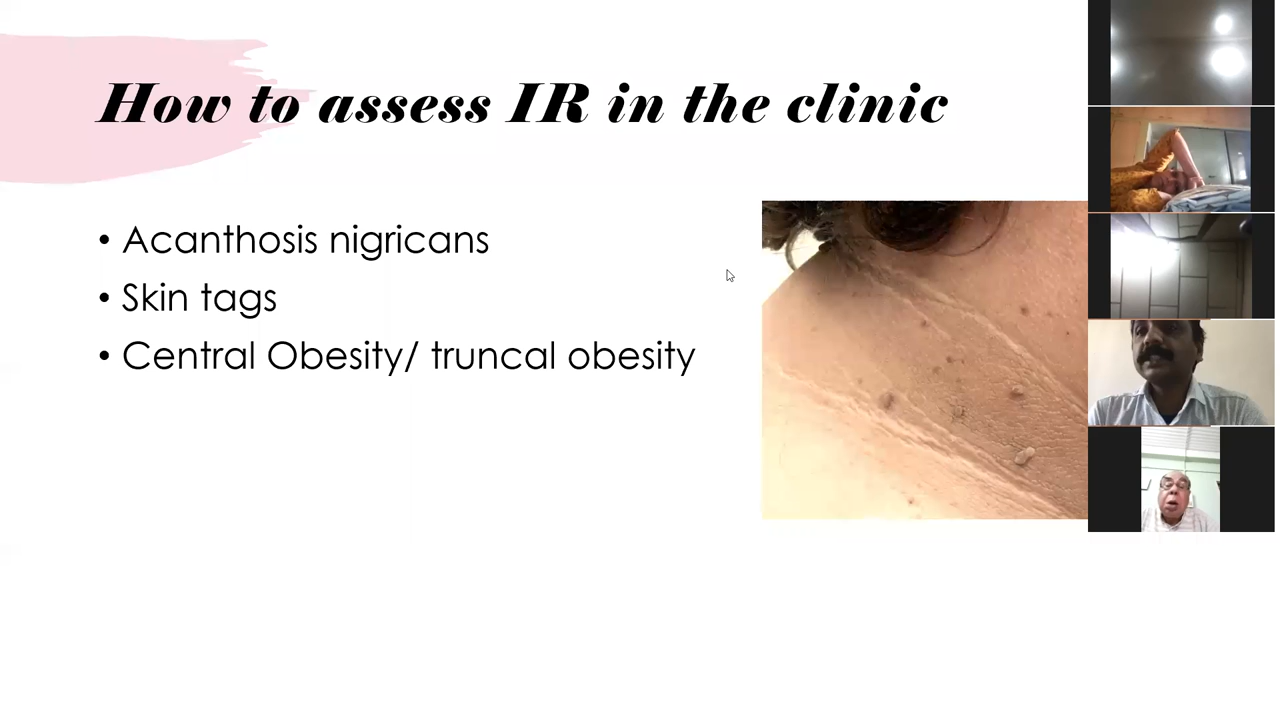 How to assess IR in the clinic
• Acanthosis nigricans
• Skin tags
• Central Obesity/ truncal obesity